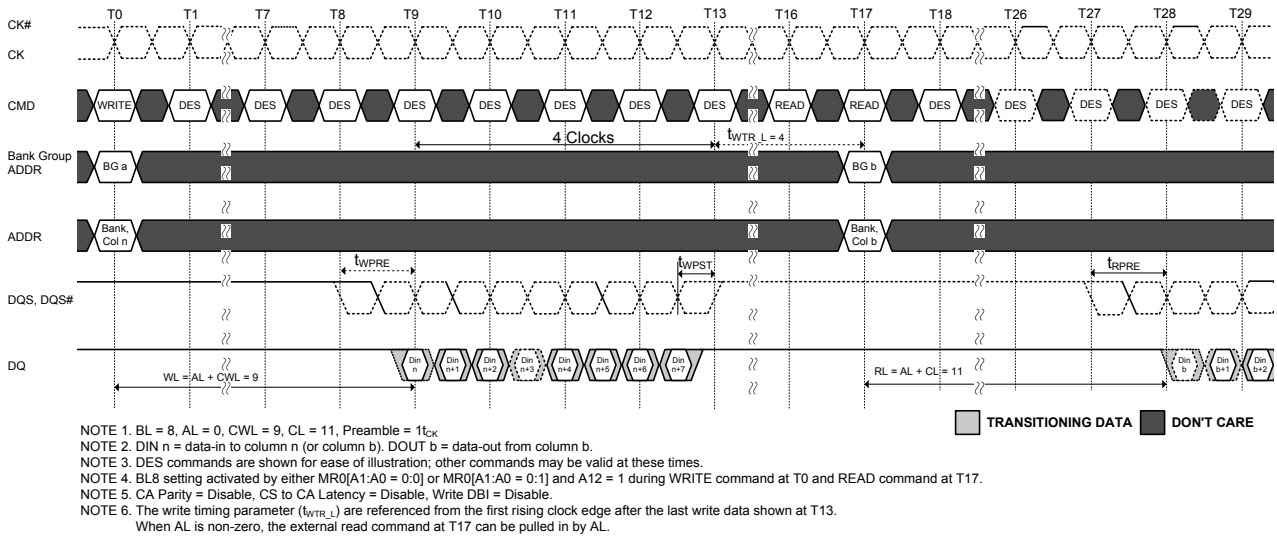 T0 T1 T7 T8 T9 T10 T11 T12 T13 T16 T17 T18 T26 T27 T28 T29
CK#
CK
CMD WRITE DES DES DES DES DES DES DES DES READ READ DES DES DES DES DES
4 Clocks tWTR_L = 4
Bank Group
ADDR
BG a BG b
ADDR
Bank, Col n
Bank, Col b
tWPRE tWPST tRPRE
DQS, DQS#
DQ
Din n
Din n+1
Din n+2
Din n+3
Din n+4
Din n+5
Din n+6
Din n+7
Din b
Din b+1
Din b+2
WL = AL + CWL = 9
RL = AL + CL = 11
TRANSITIONING DATA DON'T CARE
NOTE 1. BL = 8, AL = 0, CWL = 9, CL = 11, Preamble = 1tCK
NOTE 2. DIN n = data-in to column n (or column b). DOUT b = data-out from column b.
NOTE 3. DES commands are shown for ease of illustration; other commands may be valid at these times.
NOTE 4. BL8 setting activated by either MR0[A1:A0 = 0:0] or MR0[A1:A0 = 0:1] and A12 = 1 during WRITE command at T0 and READ command at T17.
NOTE 5. CA Parity = Disable, CS to CA Latency = Disable, Write DBI = Disable.
NOTE 6. The write timing parameter (tWTR_L) are referenced from the first rising clock edge after the last write data shown at T13.
When AL is non-zero, the external read command at T17 can be pulled in by AL.